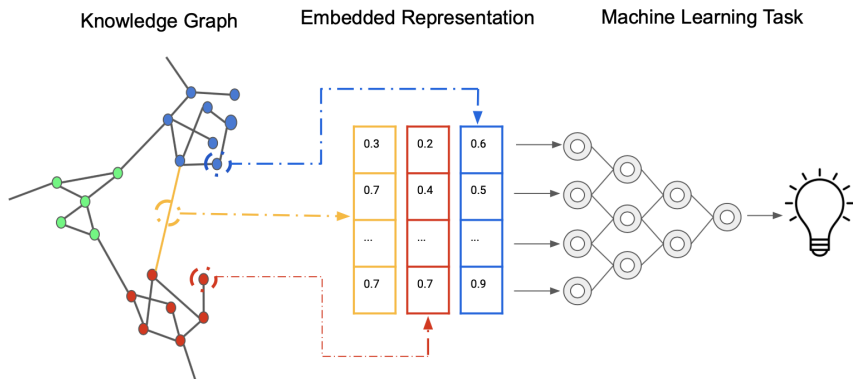 Knowledge Graph
Embedded Representation
Machine Learning Task
0.3 0.2 0.6
0.7 0.4 0.5
... ... ...
0.7 0.7 0.9